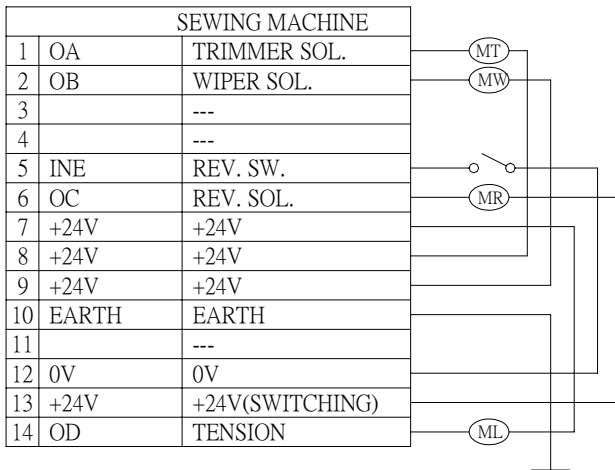 SEWING MACHINE
1 OA TRIMMER SOL. MT
2 OB WIPER SOL. MW
3 ---
4 ---
5 INE REV. SW.
6 OC REV. SOL. MR
7 +24V +24V
8 +24V +24V
9 +24V +24V
10 EARTH EARTH
11 ---
12 0V 0V
13 +24V +24V(SWITCHING)
14 OD TENSION ML